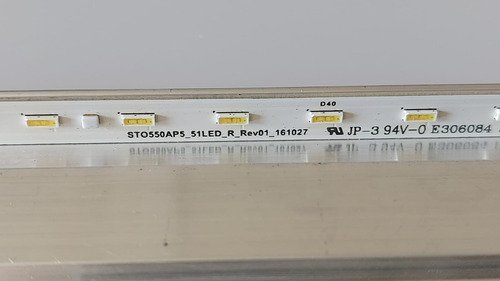 D40
STO550AP5_51LED_R_Rev01_161027
JP-3 94V-0 E306084